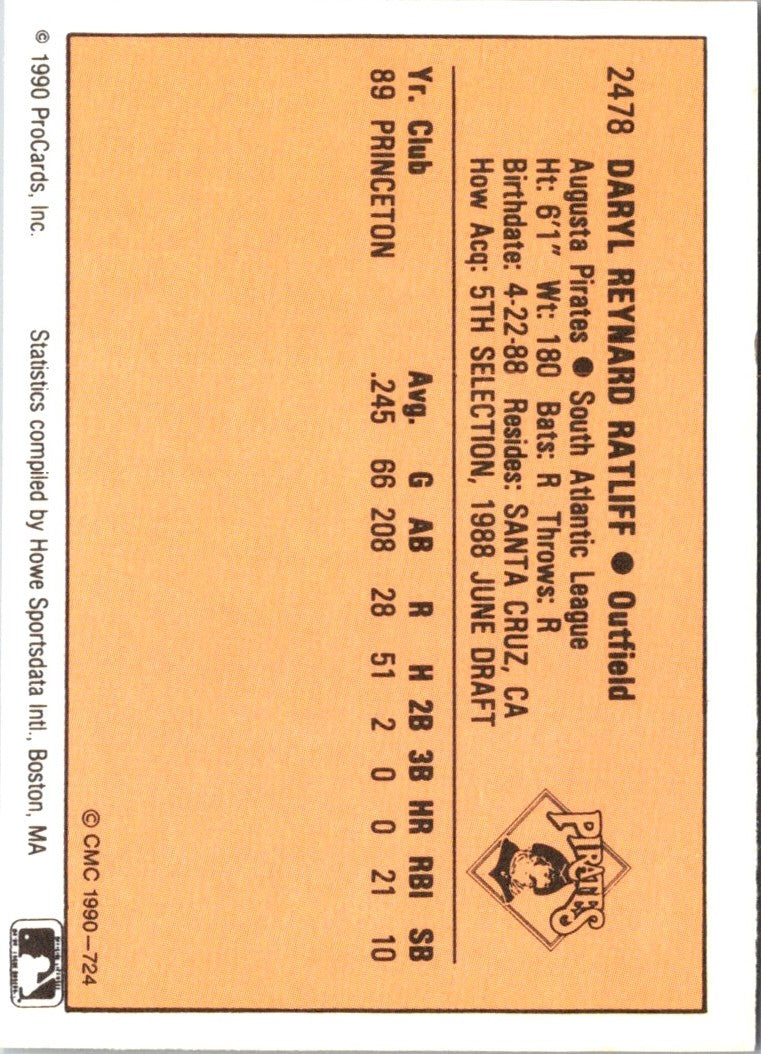 2478 DARYL REYNARD RATLIFF ● Outfield
Augusta Pirates ● South Atlantic League
Ht: 6'1" Wt: 180 Bats: R Throws: R
Birthdate: 4-22-88 Resides: SANTA CRUZ, CA
How Acq: 5TH SELECTION, 1988 JUNE DRAFT
PIRATES
Yr. Club Avg. G AB R H 2B 3B HR RBI SB
89 PRINCETON .245 66 208 28 51 2 0 0 21 10
© CMC 1990–724
© 1990 ProCards, Inc. Statistics compiled by Howe Sportsdata Intl., Boston, MA